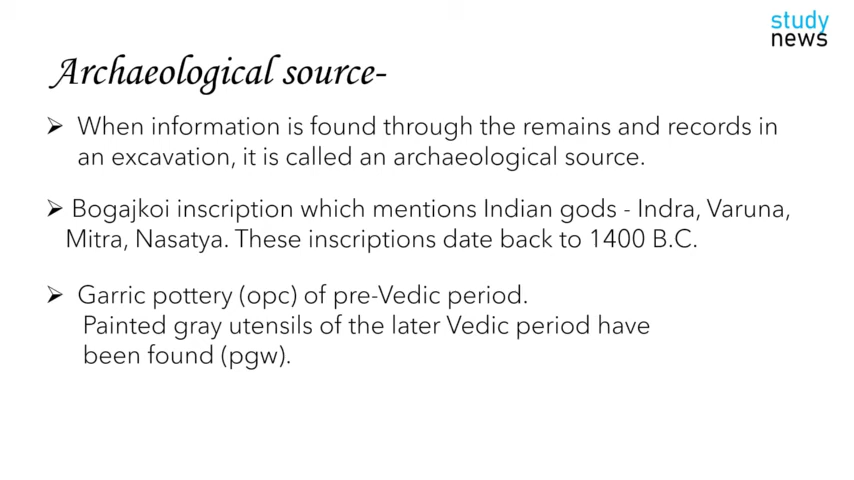 study
news
Archaeological source-
➢ When information is found through the remains and records in
an excavation, it is called an archaeological source.
➢ Bogajkoi inscription which mentions Indian gods - Indra, Varuna,
Mitra, Nasatya. These inscriptions date back to 1400 B.C.
➢ Garric pottery (opc) of pre-Vedic period.
Painted gray utensils of the later Vedic period have
been found (pgw).